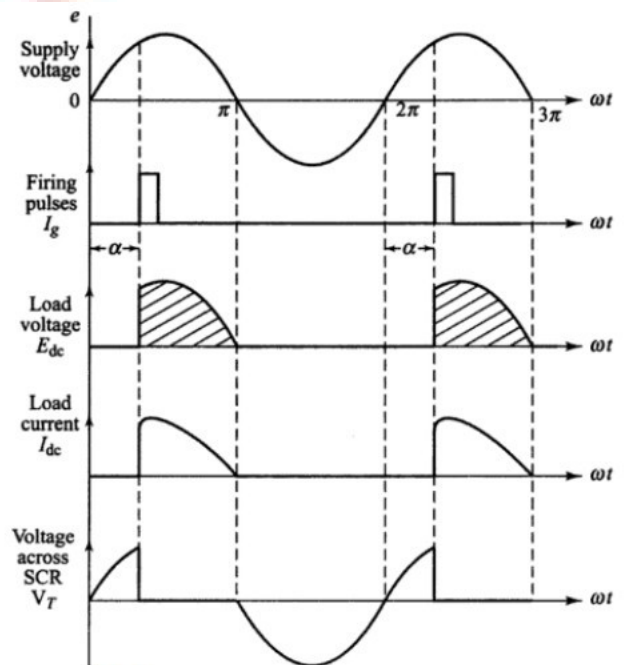 e
Supply
voltage
0
π
2π
3π
ωt
Firing
pulses
I_g
ωt
α
α
Load
voltage
E_dc
ωt
Load
current
I_dc
ωt
Voltage
across
SCR
V_T
ωt